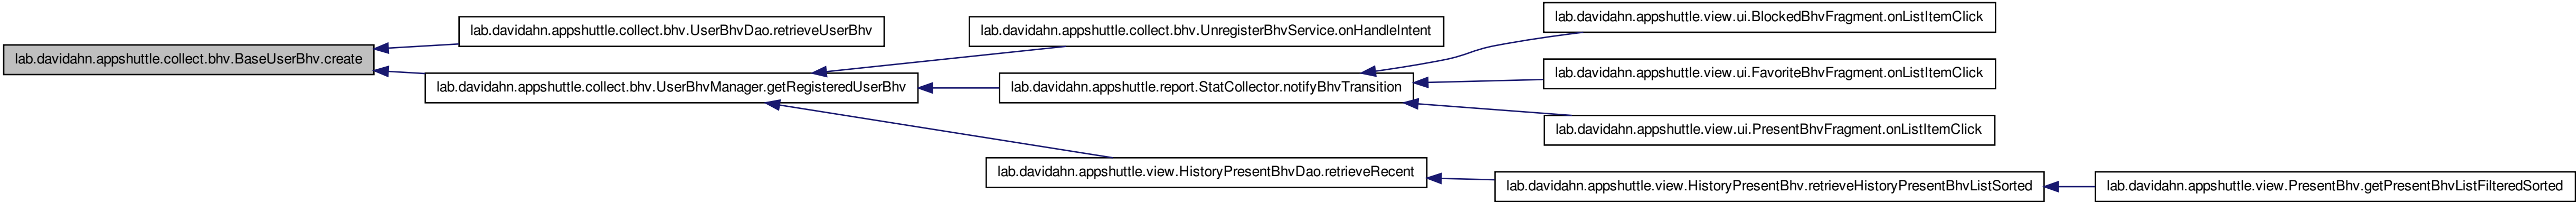 lab.davidahn.appshuttle.collect.bhv.BaseUserBhv.create
lab.davidahn.appshuttle.collect.bhv.UserBhvDao.retrieveUserBhv
lab.davidahn.appshuttle.collect.bhv.UserBhvManager.getRegisteredUserBhv
lab.davidahn.appshuttle.collect.bhv.UnregisterBhvService.onHandleIntent
lab.davidahn.appshuttle.report.StatCollector.notifyBhvTransition
lab.davidahn.appshuttle.view.HistoryPresentBhvDao.retrieveRecent
lab.davidahn.appshuttle.view.ui.BlockedBhvFragment.onListItemClick
lab.davidahn.appshuttle.view.ui.FavoriteBhvFragment.onListItemClick
lab.davidahn.appshuttle.view.ui.PresentBhvFragment.onListItemClick
lab.davidahn.appshuttle.view.HistoryPresentBhv.retrieveHistoryPresentBhvListSorted
lab.davidahn.appshuttle.view.PresentBhv.getPresentBhvListFilteredSorted